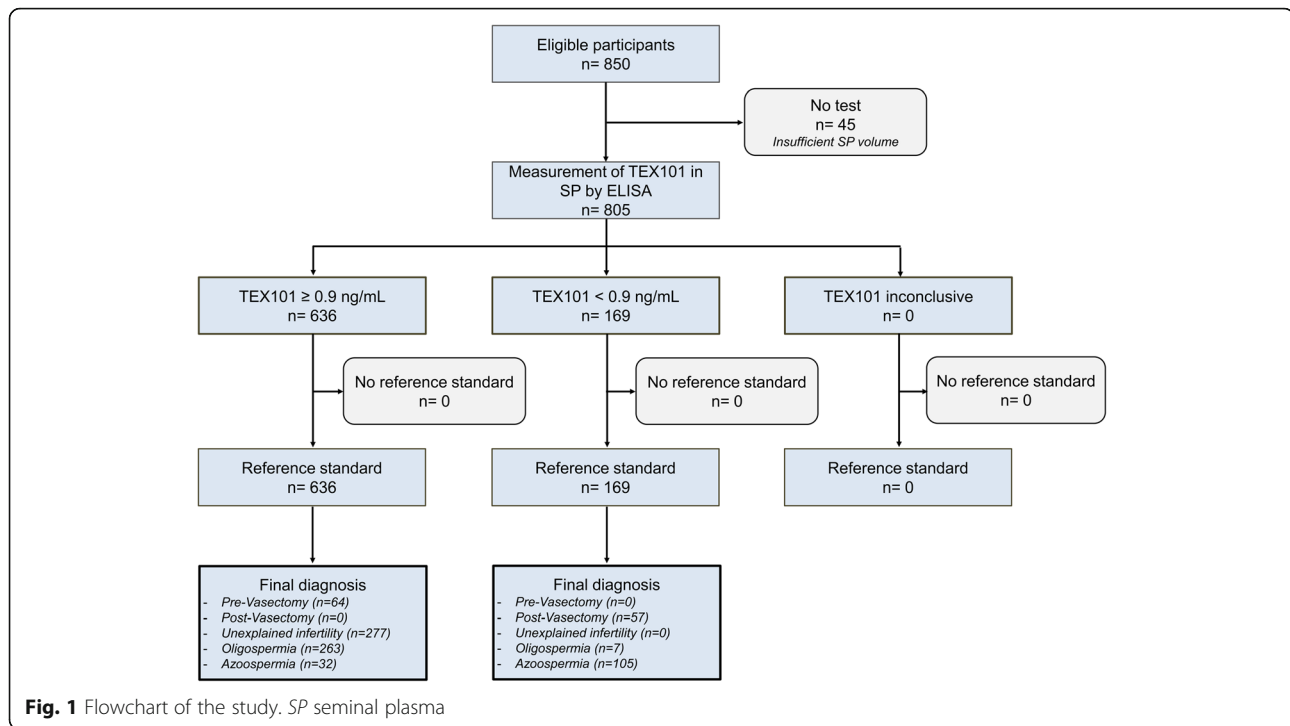 Eligible participants
n= 850
No test
n= 45
Insufficient SP volume
Measurement of TEX101 in
SP by ELISA
n= 805
TEX101 ≥ 0.9 ng/mL
n= 636
TEX101 < 0.9 ng/mL
n= 169
TEX101 inconclusive
n= 0
No reference standard
n= 0
No reference standard
n= 0
No reference standard
n= 0
Reference standard
n= 636
Reference standard
n= 169
Reference standard
n= 0
Final diagnosis
- Pre-Vasectomy (n=64)
- Post-Vasectomy (n=0)
- Unexplained infertility (n=277)
- Oligospermia (n=263)
- Azoospermia (n=32)
Final diagnosis
- Pre-Vasectomy (n=0)
- Post-Vasectomy (n=57)
- Unexplained infertility (n=0)
- Oligospermia (n=7)
- Azoospermia (n=105)
Fig. 1 Flowchart of the study. SP seminal plasma